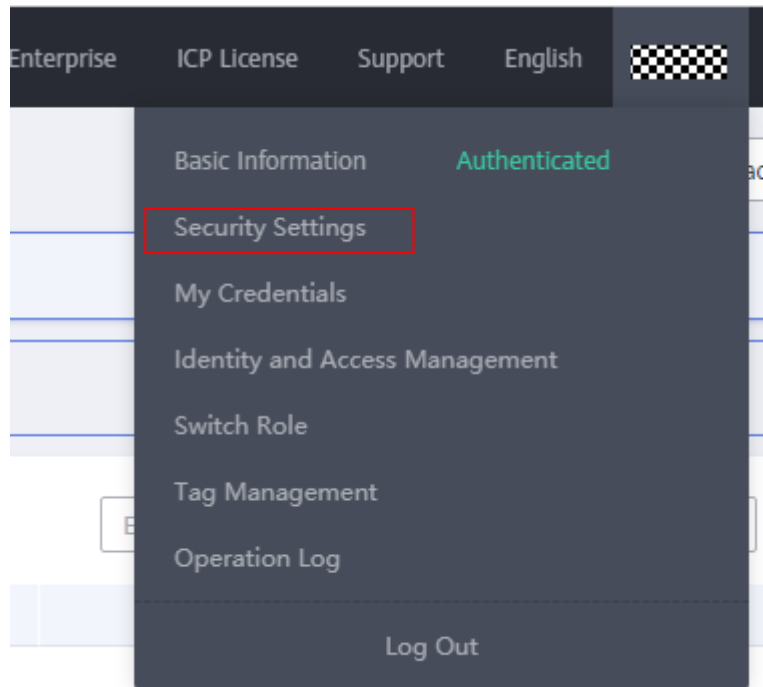 Enterprise ICP License Support English
Basic Information Authenticated
Security Settings
My Credentials
Identity and Access Management
Switch Role
Tag Management
Operation Log
Log Out